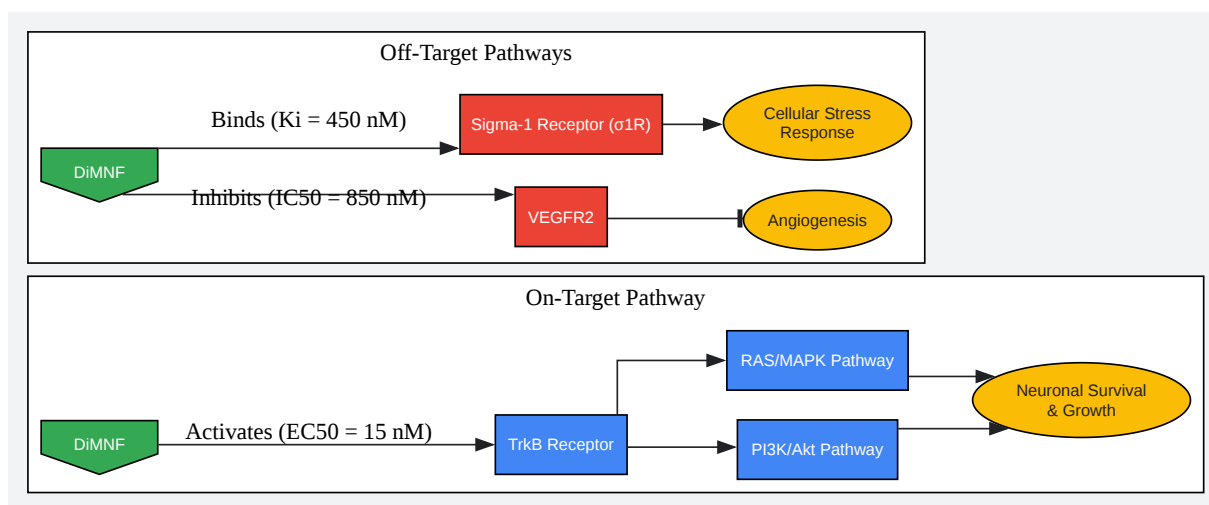 Off-Target Pathways
Binds (Ki = 450 nM)
Sigma-1 Receptor (σ1R)
Cellular Stress
Response
DiMNF
Inhibits (IC50 = 850 nM)
VEGFR2
Angiogenesis
On-Target Pathway
RAS/MAPK Pathway
Neuronal Survival
& Growth
DiMNF
Activates (EC50 = 15 nM)
TrkB Receptor
PI3K/Akt Pathway